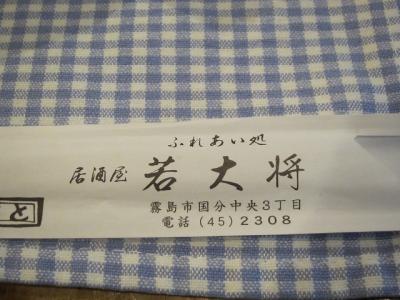 ふれあい処
居酒屋 若大将
霧島市国分中央3丁目
電話 (45) 2308
と